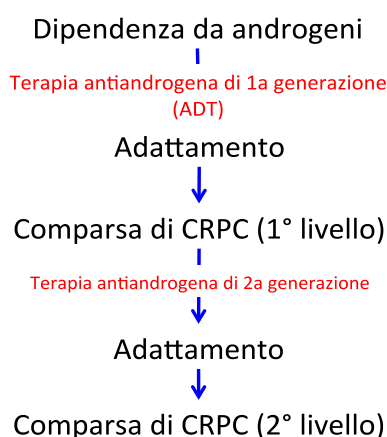 Dipendenza da androgeni
Terapia antiandrogena di 1a generazione
(ADT)
Adattamento
Comparsa di CRPC (1° livello)
Terapia antiandrogena di 2a generazione
Adattamento
Comparsa di CRPC (2° livello)